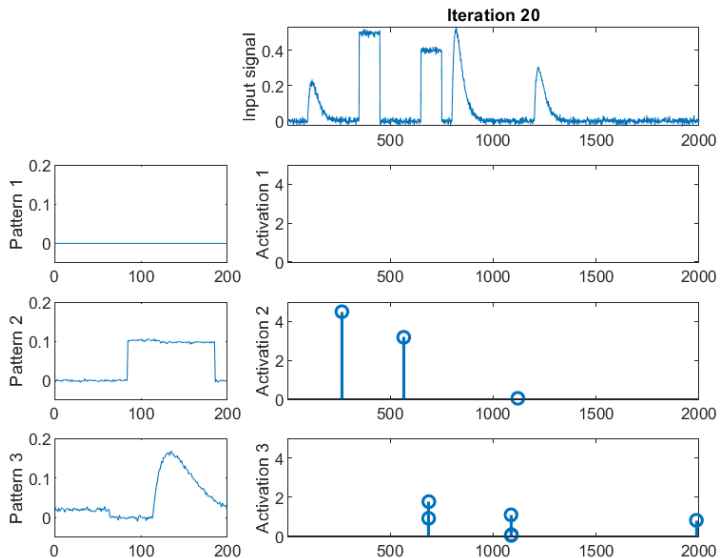 Iteration 20
Input signal
0.4
0.2
0
500 1000 1500 2000
Pattern 1
0.2
0.1
0
0 100 200
Activation 1
4
2
0
500 1000 1500 2000
Pattern 2
0.2
0.1
0
0 100 200
Activation 2
4
2
0
500 1000 1500 2000
Pattern 3
0.2
0.1
0
0 100 200
Activation 3
4
2
0
500 1000 1500 2000